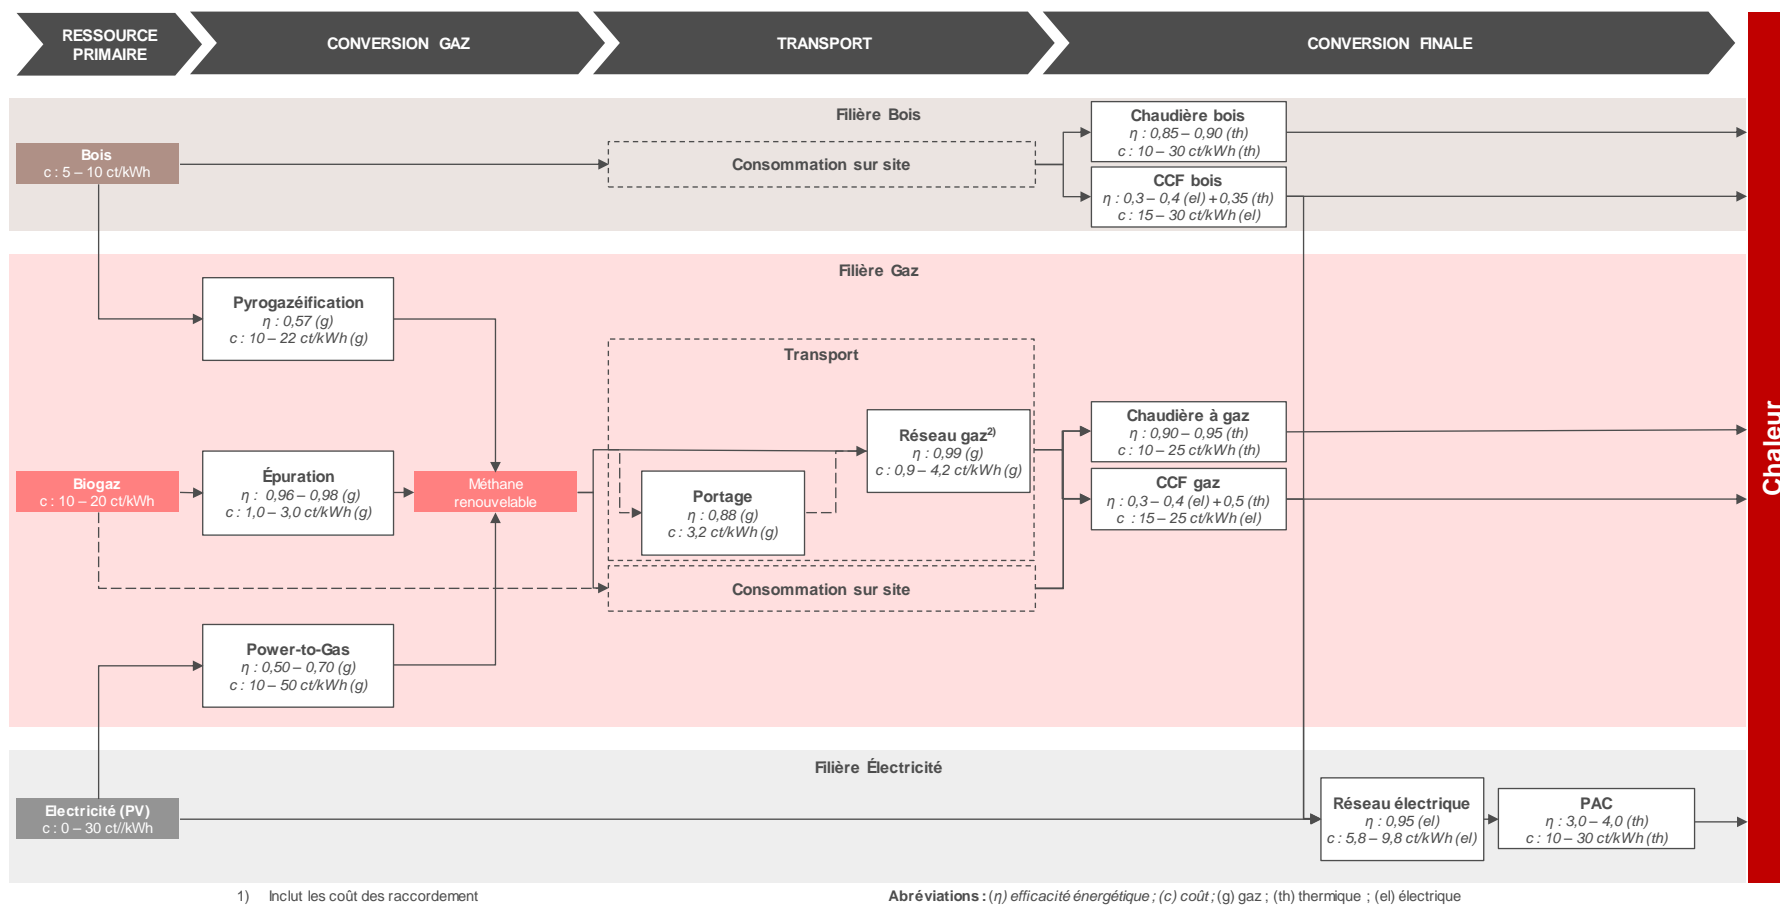 RESSOURCE
PRIMAIRE
CONVERSION GAZ
TRANSPORT
CONVERSION FINALE
Filière Bois
Bois
c : 5 – 10 ct/kWh
Consommation sur site
Chaudière bois
η : 0,85 – 0,90 (th)
c : 10 – 30 ct/kWh (th)
CCF bois
η : 0,3 – 0,4 (el) + 0,35 (th)
c : 15 – 30 ct/kWh (el)
Filière Gaz
Pyrogazéification
η : 0,57 (g)
c : 10 – 22 ct/kWh (g)
Transport
Réseau gaz2)
η : 0,99 (g)
c : 0,9 – 4,2 ct/kWh (g)
Chaudière à gaz
η : 0,90 – 0,95 (th)
c : 10 – 25 ct/kWh (th)
Biogaz
c : 10 – 20 ct/kWh
Épuration
η : 0,96 – 0,98 (g)
c : 1,0 – 3,0 ct/kWh (g)
Méthane
renouvelable
Portage
η : 0,88 (g)
c : 3,2 ct/kWh (g)
CCF gaz
η : 0,3 – 0,4 (el) + 0,5 (th)
c : 15 – 25 ct/kWh (el)
Consommation sur site
Power-to-Gas
η : 0,50 – 0,70 (g)
c : 10 – 50 ct/kWh (g)
Filière Électricité
Electricité (PV)
c : 0 – 30 ct//kWh
Réseau électrique
η : 0,95 (el)
c : 5,8 – 9,8 ct/kWh (el)
PAC
η : 3,0 – 4,0 (th)
c : 10 – 30 ct/kWh (th)
Chaleur
1) Inclut les coût des raccordement
Abréviations : (η) efficacité énergétique ; (c) coût ; (g) gaz ; (th) thermique ; (el) électrique